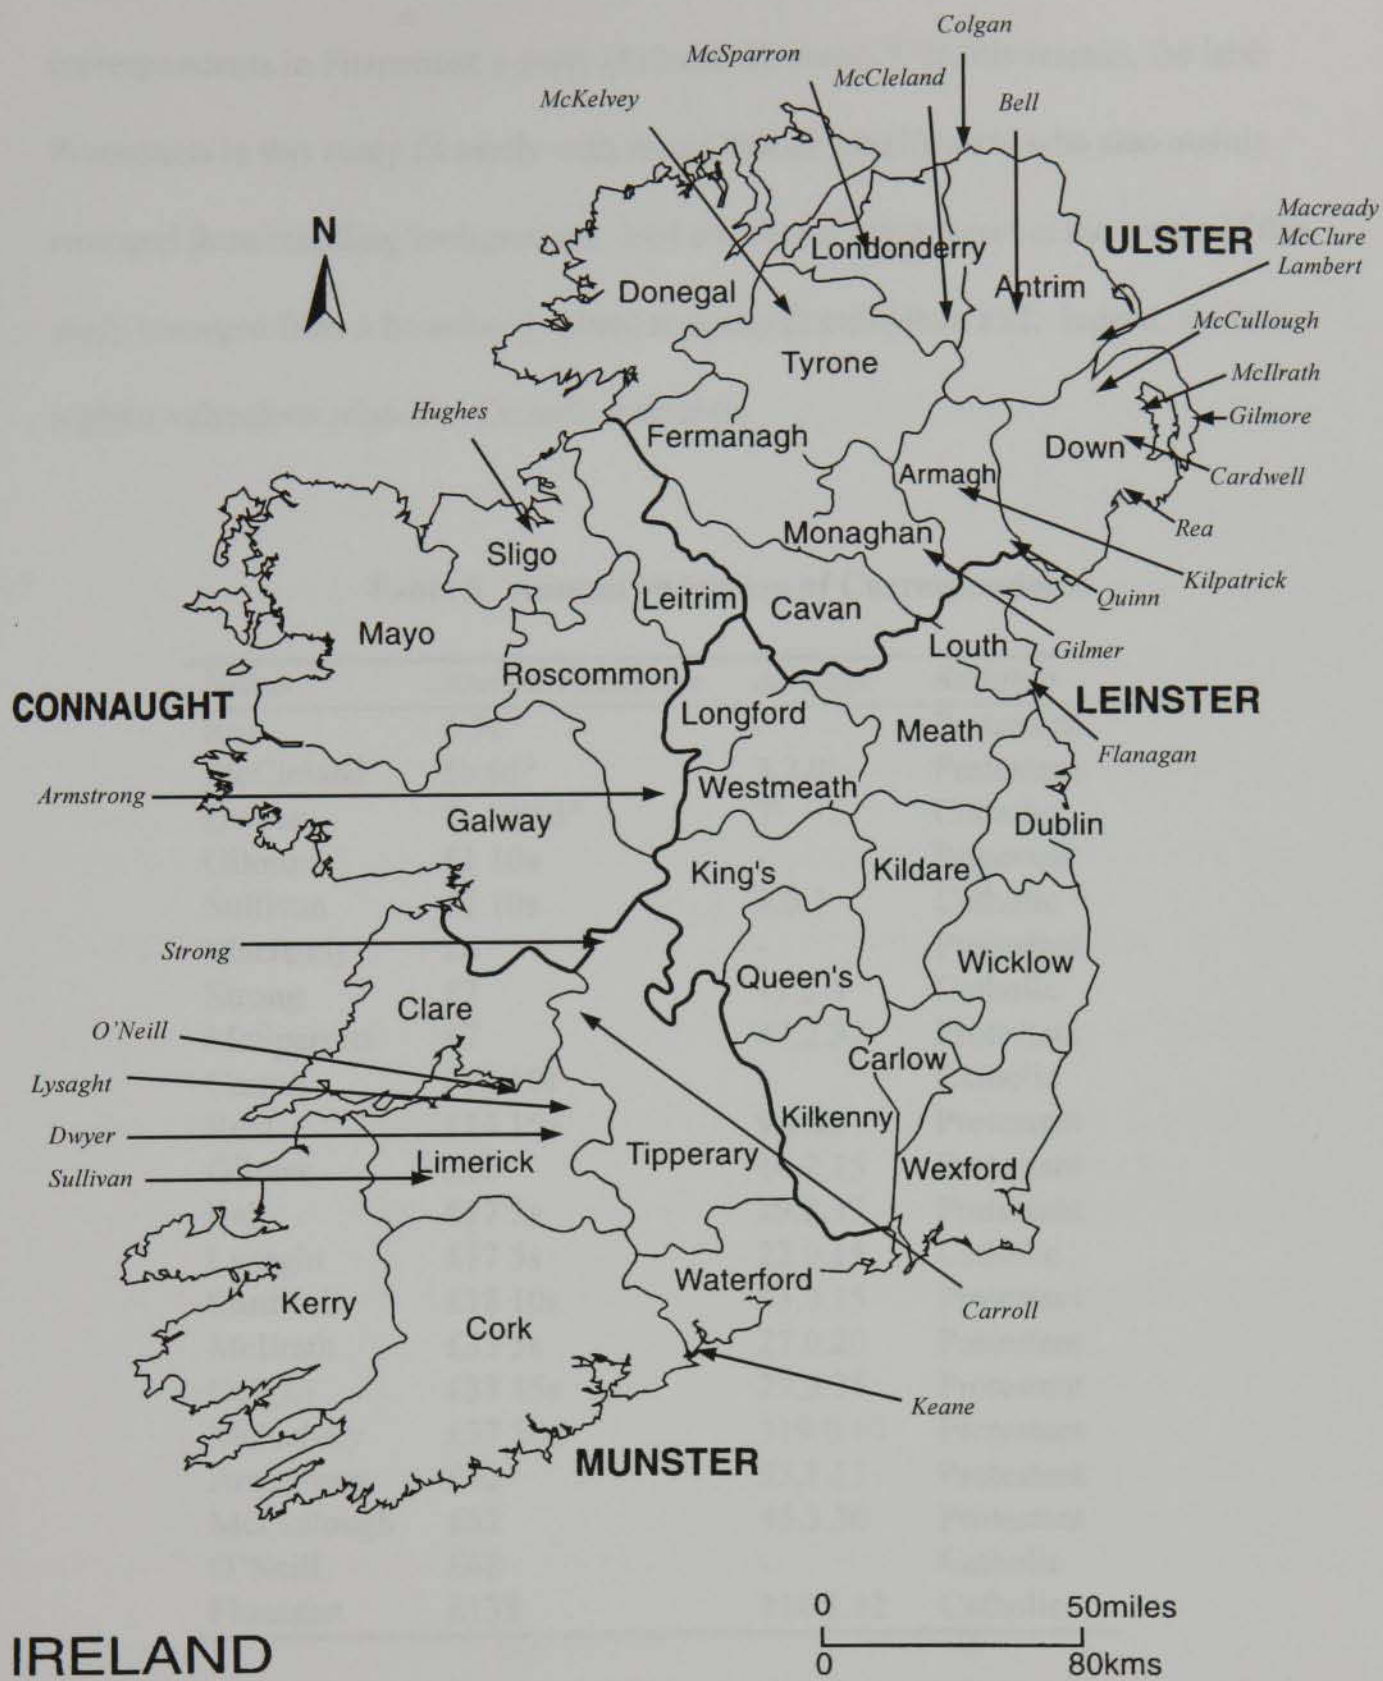 Colgan
McSparron
McCleland
McKelvey
Bell
Macready
McClure
Lambert
N
Londonderry
ULSTER
Donegal
Antrim
McCullough
Tyrone
McIlrath
Hughes
Gilmore
Fermanagh
Down
Armagh
Cardwell
Monaghan
Rea
Sligo
Kilpatrick
Leitrim
Cavan
Quinn
Mayo
Louth
Gilmer
Roscommon
CONNAUGHT
Longford
LEINSTER
Meath
Flanagan
Armstrong
Westmeath
Galway
Dublin
King's
Kildare
Strong
Queen's
Wicklow
Clare
O'Neill
Carlow
Lysaght
Kilkenny
Dwyer
Limerick
Tipperary
Wexford
Sullivan
Waterford
Kerry
Carroll
Cork
Keane
MUNSTER
0 50miles
0 80kms
IRELAND